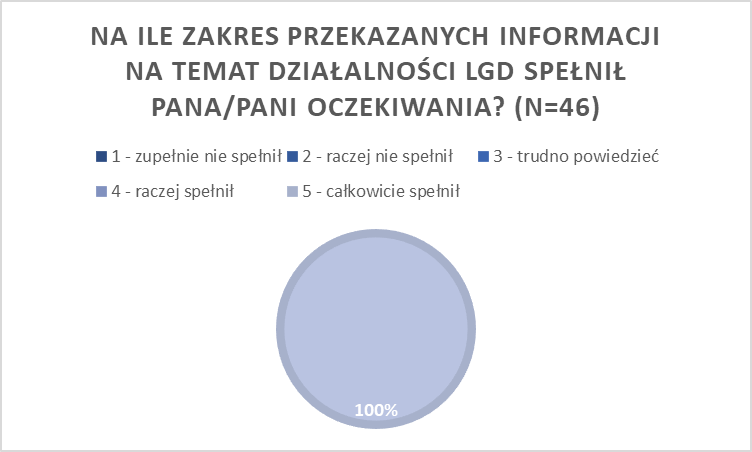 NA ILE ZAKRES PRZEKAZANYCH INFORMACJI
NA TEMAT DZIAŁALNOŚCI LGD SPEŁNIŁ
PANA/PANI OCZEKIWANIA? (N=46)
1 - zupełnie nie spełnił 2 - raczej nie spełnił 3 - trudno powiedzieć
4 - raczej spełnił 5 - całkowicie spełnił
100%